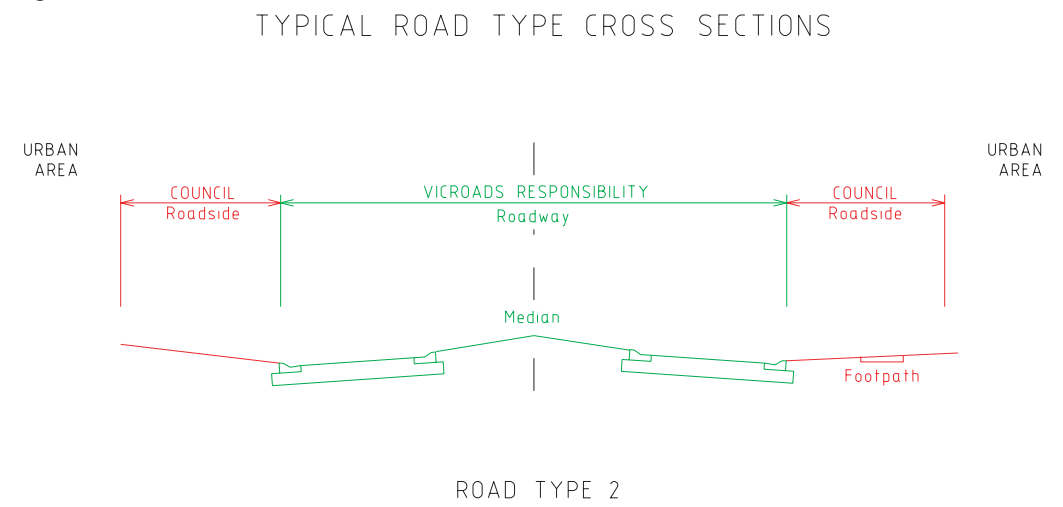 TYPICAL ROAD TYPE CROSS SECTIONS
URBAN
AREA
URBAN
AREA
COUNCIL
Roadside
VICROADS RESPONSIBILITY
Roadway
COUNCIL
Roadside
Median
Footpath
ROAD TYPE 2